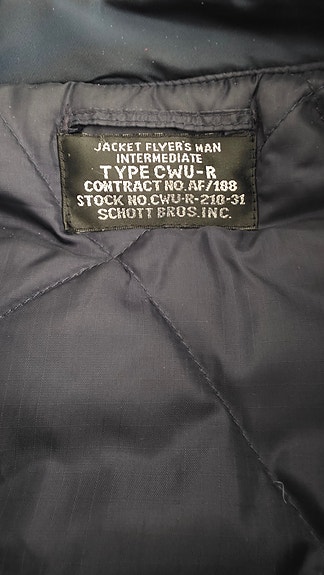 JACKET FLYER'S MAN
INTERMEDIATE
TYPE CWU-R
CONTRACT NO. AF/188
STOCK NO. CWU-R-210-31
SCHOTT BROS. INC.